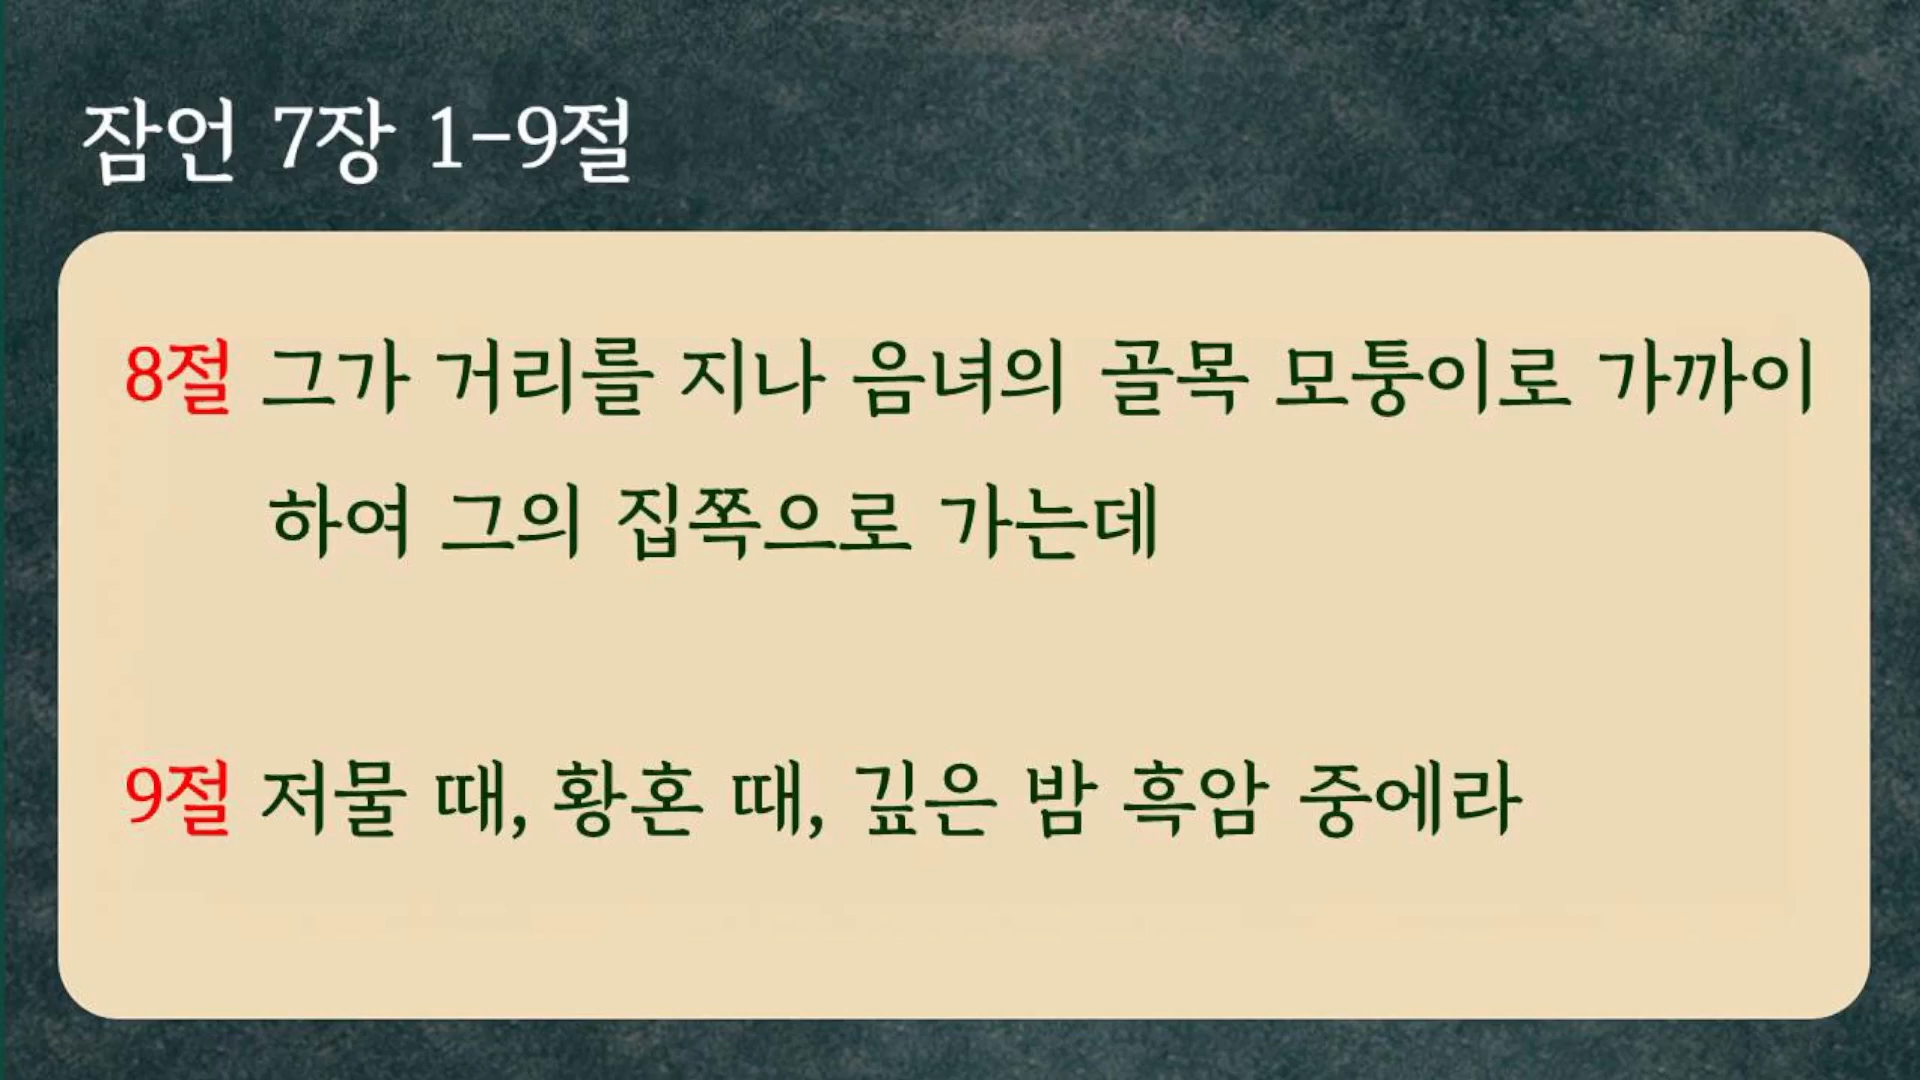 잠언 7장 1-9절
8절 그가 거리를 지나 음녀의 골목 모퉁이로 가까이
하여 그의 집쪽으로 가는데
9절 저물 때, 황혼 때, 깊은 밤 흑암 중에라